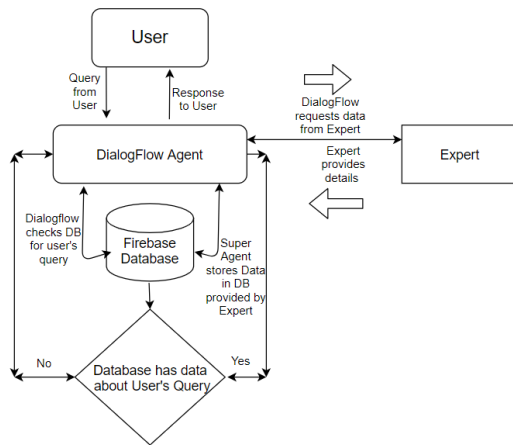 User
Query
from
User
Response
to User
DialogFlow
requests data
from Expert
DialogFlow Agent
Expert
provides
details
Expert
Dialogflow
checks DB
for user's
query
Firebase
Database
Super
Agent
stores Data
in DB
provided by
Expert
No
Database has data
about User's Query
Yes